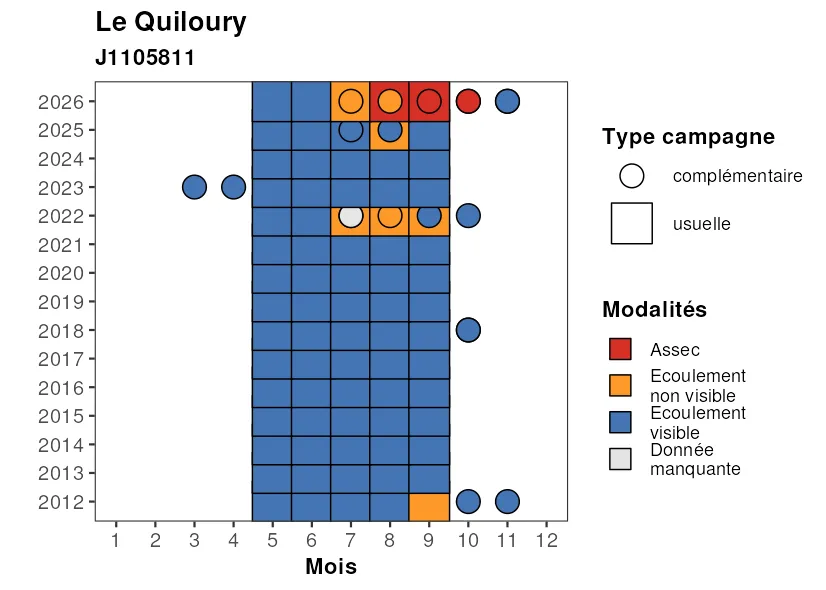 Le Quiloury
J1105811
2026
2025
2024
2023
2022
2021
2020
2019
2018
2017
2016
2015
2014
2013
2012
1 2 3 4 5 6 7 8 9 10 11 12
Mois
Type campagne
complémentaire
usuelle
Modalités
Assec
Ecoulement
non visible
Ecoulement
visible
Donnée
manquante